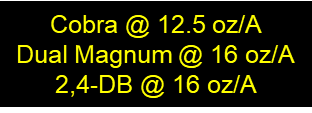 Cobra @ 12.5 oz/A
Dual Magnum @ 16 oz/A
2,4-DB @ 16 oz/A